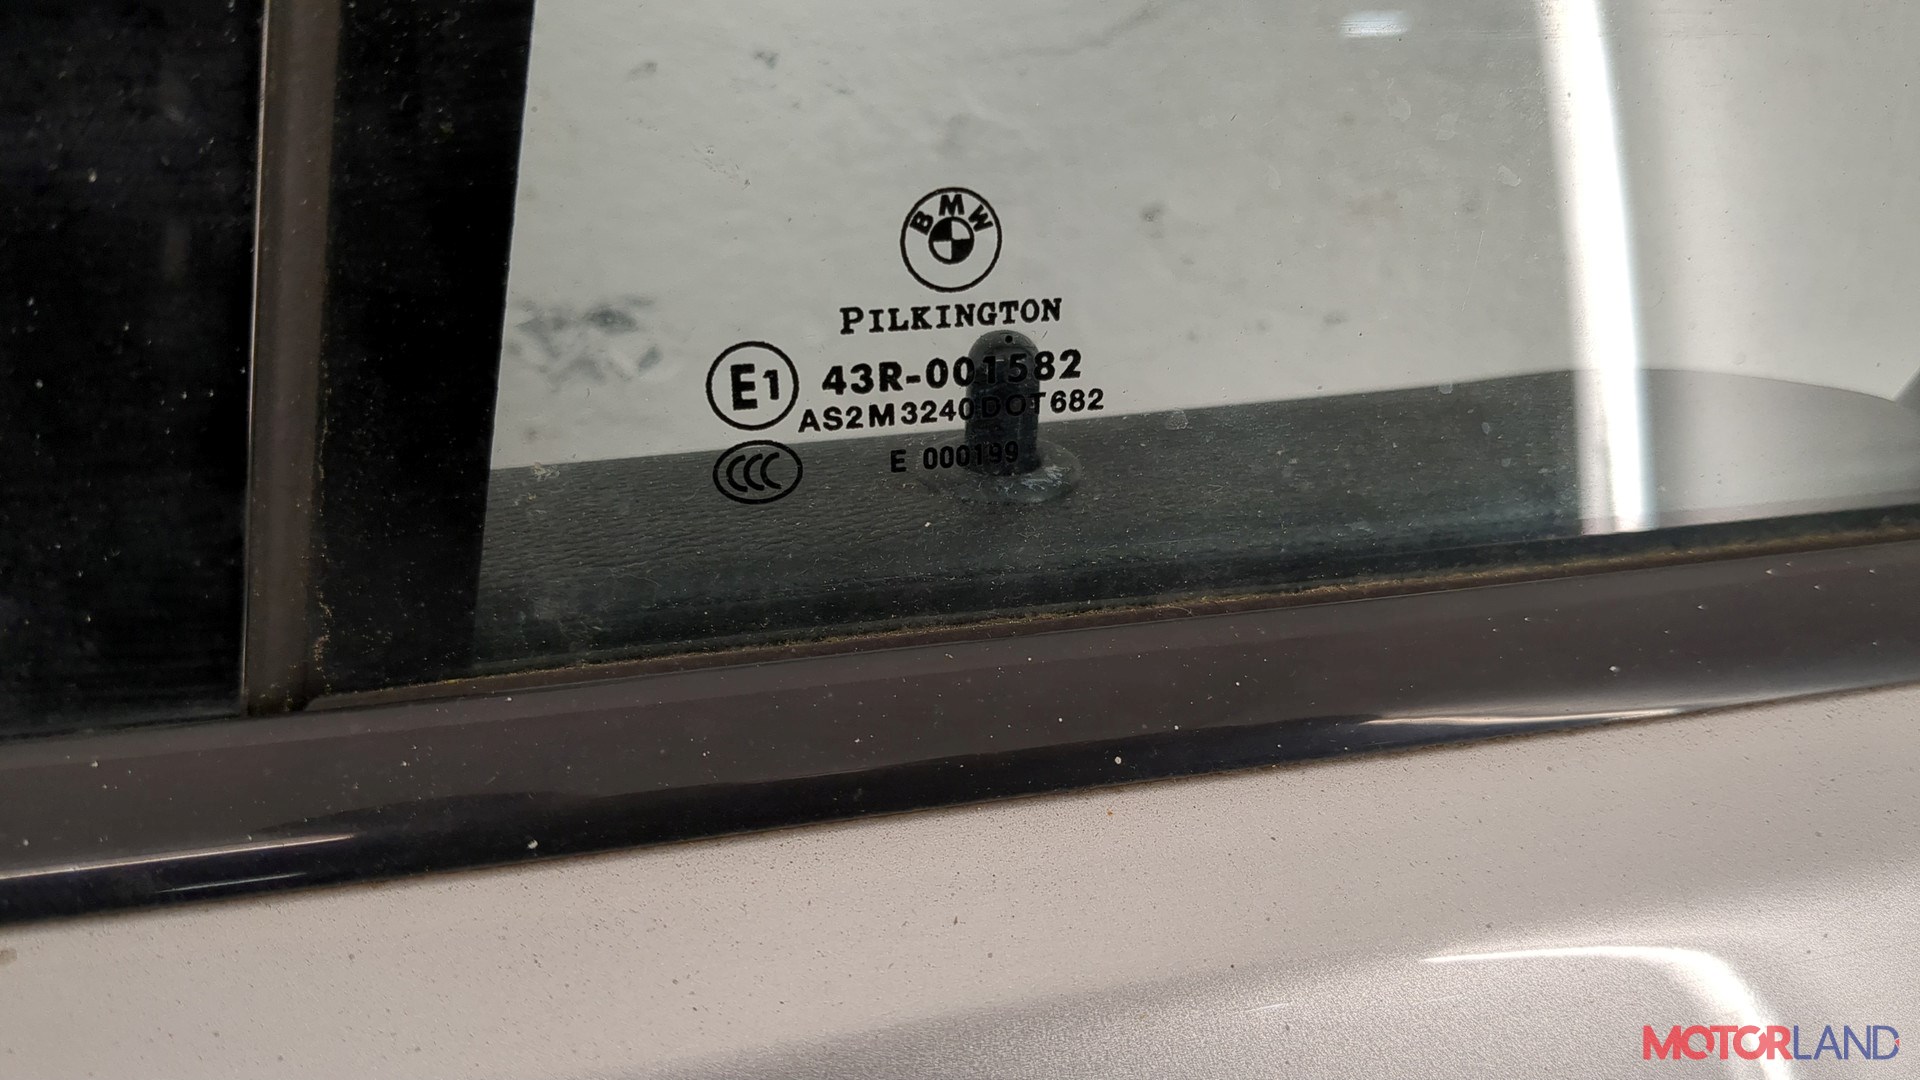 BMW
PILKINGTON
E1 43R-001582
AS2M3240DOT682
CCC E 000199
MOTORLAND